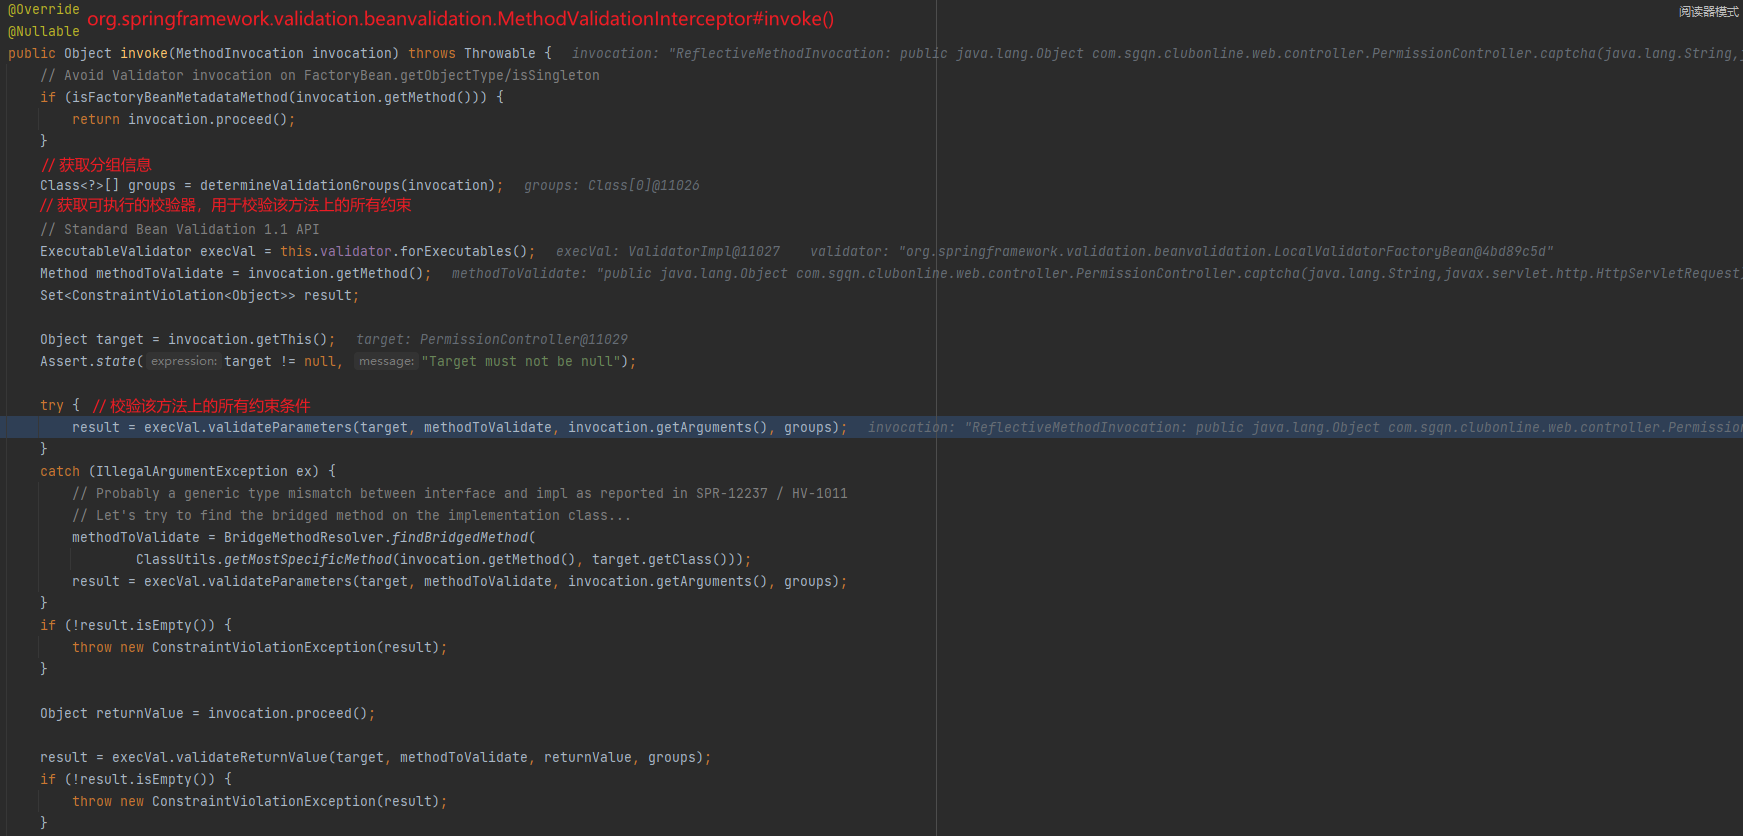 @Override
org.springframework.validation.beanvalidation.MethodValidationInterceptor#invoke()
阅读器模式
@Nullable
public Object invoke(MethodInvocation invocation) throws Throwable {   invocation: "ReflectiveMethodInvocation: public java.lang.Object com.sgqn.clubonline.web.controller.PermissionController.captcha(java.lang.String,j
// Avoid Validator invocation on FactoryBean.getObjectType/isSingleton
if (isFactoryBeanMetadataMethod(invocation.getMethod())) {
return invocation.proceed();
}
// 获取分组信息
Class<?>[] groups = determineValidationGroups(invocation);   groups: Class[0]@11026
// 获取可执行的校验器，用于校验该方法上的所有约束
// Standard Bean Validation 1.1 API
ExecutableValidator execVal = this.validator.forExecutables();   execVal: ValidatorImpl@11027    validator: "org.springframework.validation.beanvalidation.LocalValidatorFactoryBean@4bd89c5d"
Method methodToValidate = invocation.getMethod();   methodToValidate: "public java.lang.Object com.sgqn.clubonline.web.controller.PermissionController.captcha(java.lang.String,javax.servlet.http.HttpServletRequest,
Set<ConstraintViolation<Object>> result;
Object target = invocation.getThis();   target: PermissionController@11029
Assert.state( expression: target != null, message: "Target must not be null");
try {  // 校验该方法上的所有约束条件
result = execVal.validateParameters(target, methodToValidate, invocation.getArguments(), groups);   invocation: "ReflectiveMethodInvocation: public java.lang.Object com.sgqn.clubonline.web.controller.Permission
}
catch (IllegalArgumentException ex) {
// Probably a generic type mismatch between interface and impl as reported in SPR-12237 / HV-1011
// Let's try to find the bridged method on the implementation class...
methodToValidate = BridgeMethodResolver.findBridgedMethod(
ClassUtils.getMostSpecificMethod(invocation.getMethod(), target.getClass()));
result = execVal.validateParameters(target, methodToValidate, invocation.getArguments(), groups);
}
if (!result.isEmpty()) {
throw new ConstraintViolationException(result);
}
Object returnValue = invocation.proceed();
result = execVal.validateReturnValue(target, methodToValidate, returnValue, groups);
if (!result.isEmpty()) {
throw new ConstraintViolationException(result);
}